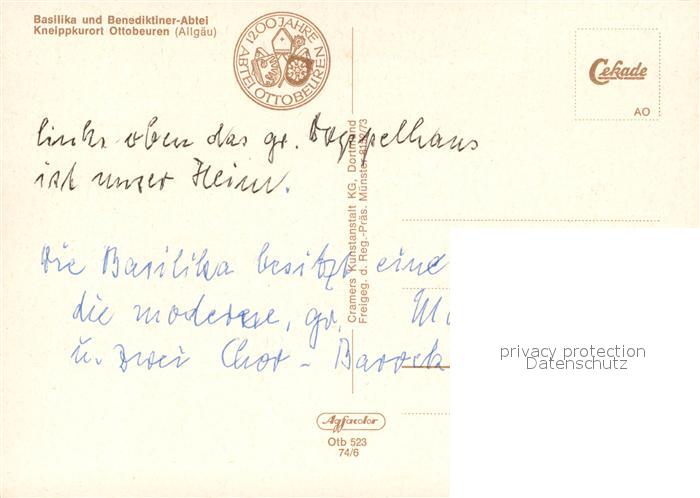 Basilika und Benediktiner-Abtei
Kneippkurort Ottobeuren (Allgäu)
1200 JAHRE
ABTEI OTTOBEUREN
Cekade
AO
links oben das gr. Doppelhaus
ist unser Heim.
Die Basilika besitzt eine
die moderne, gr.
u. zwei Chor - Barock
Cramers Kunstanstalt KG, Dortmund
Freigeg. d. Reg.-Präs. Münster
privacy protection
Datenschutz
Agfacolor
Otb 523
74/6